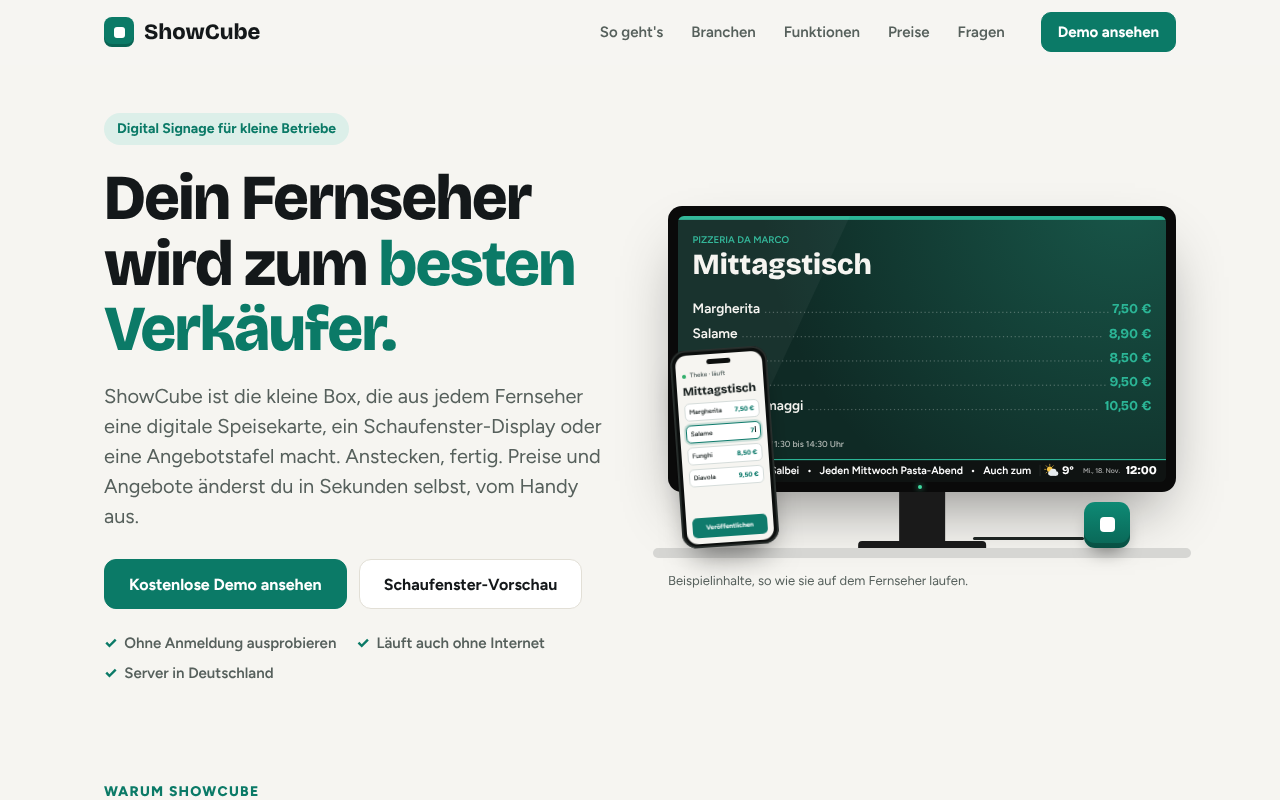 ShowCube
So geht's
Branchen
Funktionen
Preise
Fragen
Demo ansehen
Digital Signage für kleine Betriebe
Dein Fernseher
wird zum besten
Verkäufer.
ShowCube ist die kleine Box, die aus jedem Fernseher
eine digitale Speisekarte, ein Schaufenster-Display oder
eine Angebotstafel macht. Anstecken, fertig. Preise und
Angebote änderst du in Sekunden selbst, vom Handy
aus.
Kostenlose Demo ansehen
Schaufenster-Vorschau
Ohne Anmeldung ausprobieren
Läuft auch ohne Internet
Server in Deutschland
PIZZERIA DA MARCO
Mittagstisch
Margherita 7,50 €
Salame 8,90 €
8,50 €
9,50 €
maggi 10,50 €
1:30 bis 14:30 Uhr
Salbei • Jeden Mittwoch Pasta-Abend • Auch zum
9° Mi., 18. Nov. 12:00
Theke · läuft
Mittagstisch
Margherita 7,50 €
Salame 7
Funghi 8,50 €
Diavola 9,50 €
Veröffentlichen
Beispielinhalte, so wie sie auf dem Fernseher laufen.
WARUM SHOWCUBE